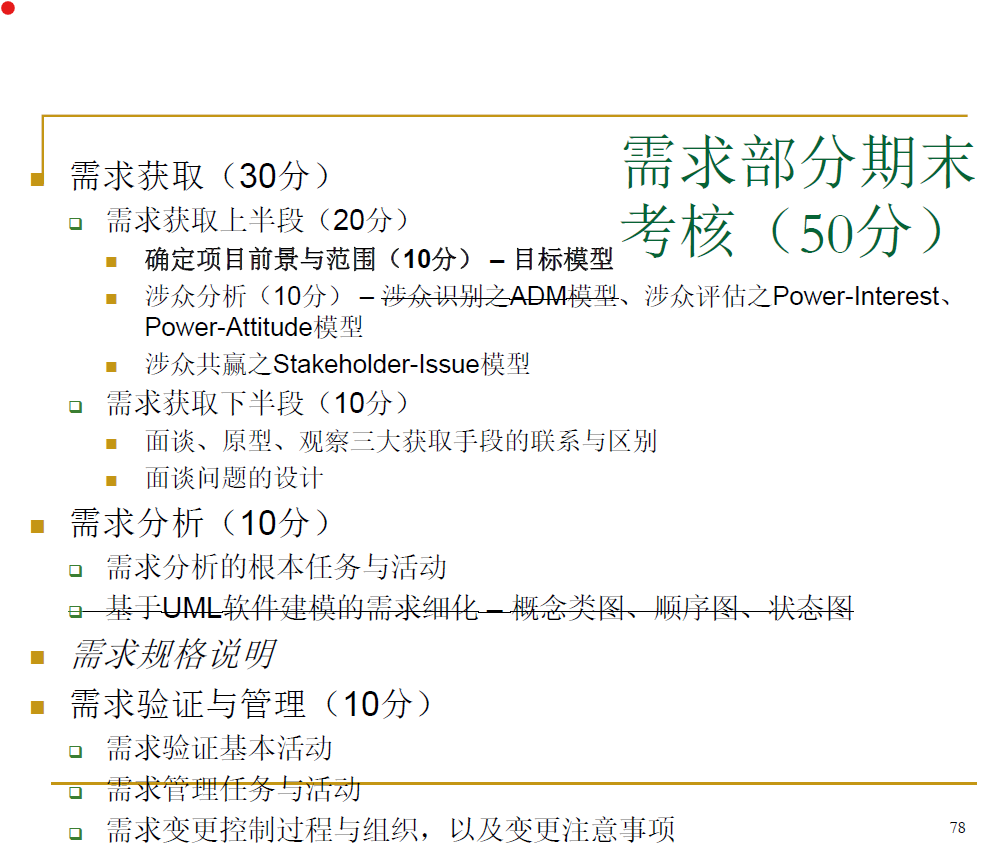 需求部分期末
考核（50分）
需求获取（30分）
需求获取上半段（20分）
确定项目前景与范围（10分） – 目标模型
涉众分析（10分） – 涉众识别之ADM模型、涉众评估之Power-Interest、
Power-Attitude模型
涉众共赢之Stakeholder-Issue模型
需求获取下半段（10分）
面谈、原型、观察三大获取手段的联系与区别
面谈问题的设计
需求分析（10分）
需求分析的根本任务与活动
基于UML软件建模的需求细化 – 概念类图、顺序图、状态图
需求规格说明
需求验证与管理（10分）
需求验证基本活动
需求管理任务与活动
需求变更控制过程与组织，以及变更注意事项
78